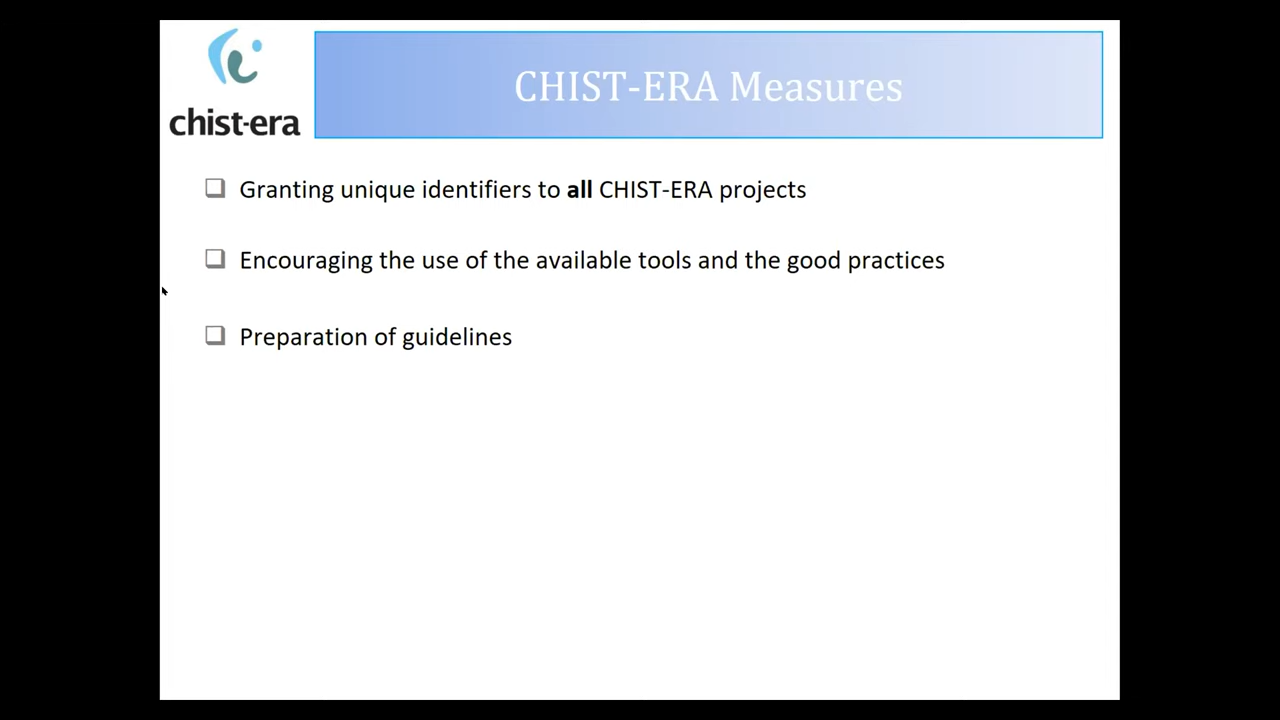 chist-era
CHIST-ERA Measures
Granting unique identifiers to all CHIST-ERA projects
Encouraging the use of the available tools and the good practices
Preparation of guidelines